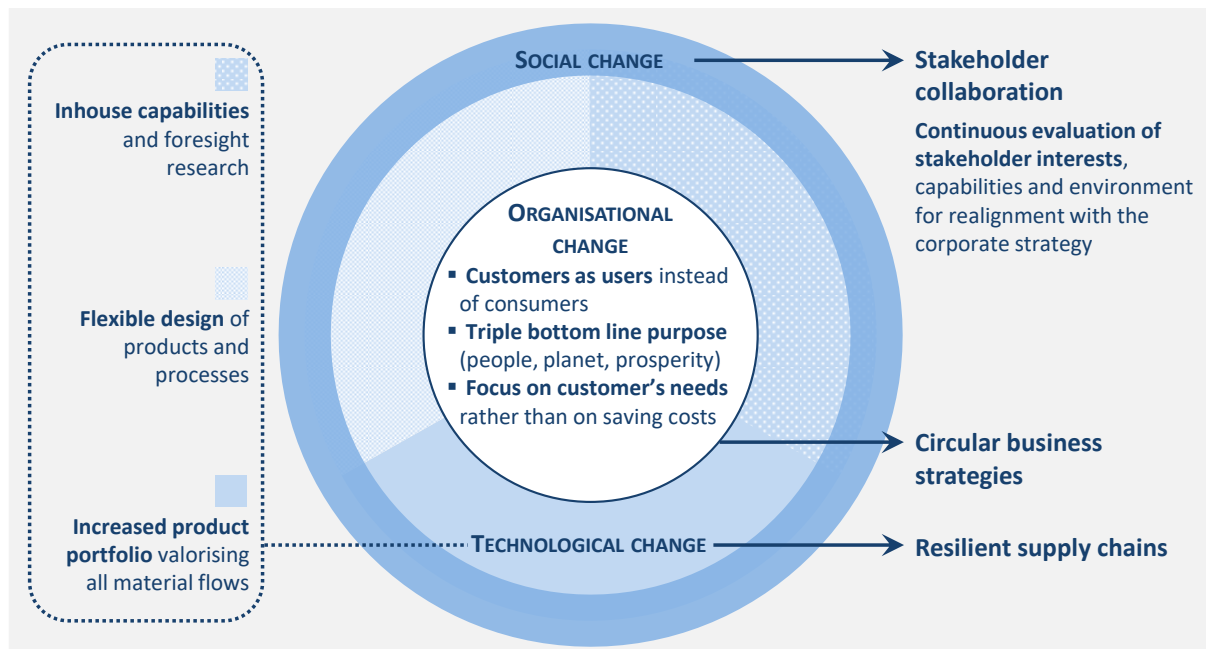 Inhouse capabilities
and foresight
research
Flexible design of
products and
processes
Increased product
portfolio valorising
all material flows
SOCIAL CHANGE
ORGANISATIONAL
CHANGE
▪ Customers as users instead
of consumers
▪ Triple bottom line purpose
(people, planet, prosperity)
▪ Focus on customer’s needs
rather than on saving costs
TECHNOLOGICAL CHANGE
Stakeholder
collaboration
Continuous evaluation of
stakeholder interests,
capabilities and environment
for realignment with the
corporate strategy
Circular business
strategies
Resilient supply chains